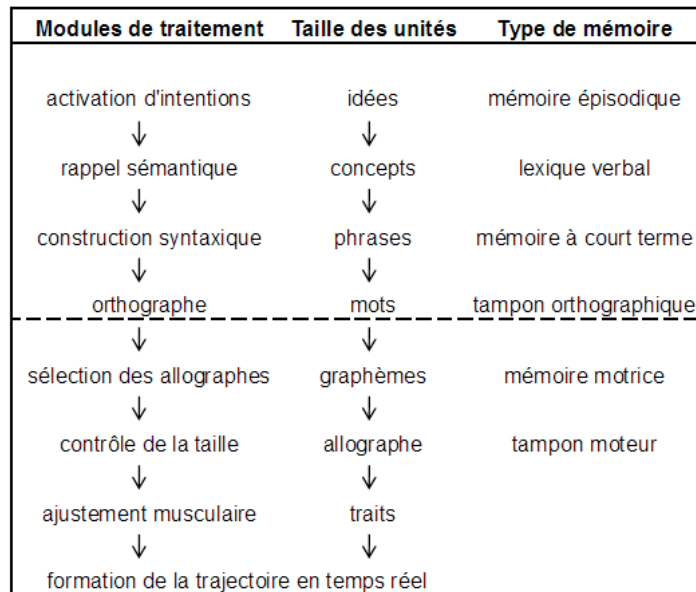 Modules de traitement Taille des unités Type de mémoire
activation d'intentions idées mémoire épisodique
rappel sémantique concepts lexique verbal
construction syntaxique phrases mémoire à court terme
orthographe mots tampon orthographique
sélection des allographes graphèmes mémoire motrice
contrôle de la taille allographe tampon moteur
ajustement musculaire traits
formation de la trajectoire en temps réel